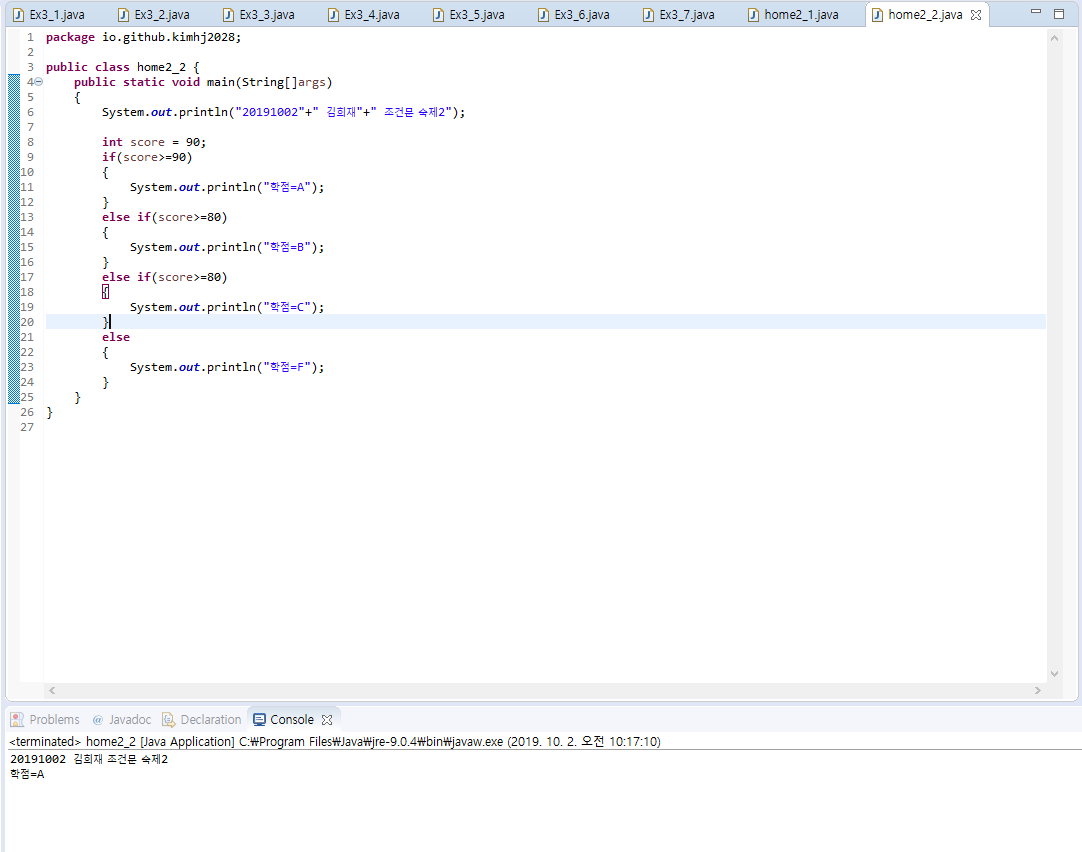 Ex3_1.java Ex3_2.java Ex3_3.java Ex3_4.java Ex3_5.java Ex3_6.java Ex3_7.java home2_1.java home2_2.java
1 package io.github.kimhj2028;
2
3 public class home2_2 {
4 public static void main(String[]args)
5 {
6 System.out.println("20191002"+" 김희재"+" 조건문 숙제2");
7
8 int score = 90;
9 if(score>=90)
10 {
11 System.out.println("학점=A");
12 }
13 else if(score>=80)
14 {
15 System.out.println("학점=B");
16 }
17 else if(score>=80)
18 {
19 System.out.println("학점=C");
20 }
21 else
22 {
23 System.out.println("학점=F");
24 }
25 }
26 }
27
Problems @ Javadoc Declaration Console
<terminated> home2_2 [Java Application] C:₩Program Files₩Java₩jre-9.0.4₩bin₩javaw.exe (2019. 10. 2. 오전 10:17:10)
20191002 김희재 조건문 숙제2
학점=A